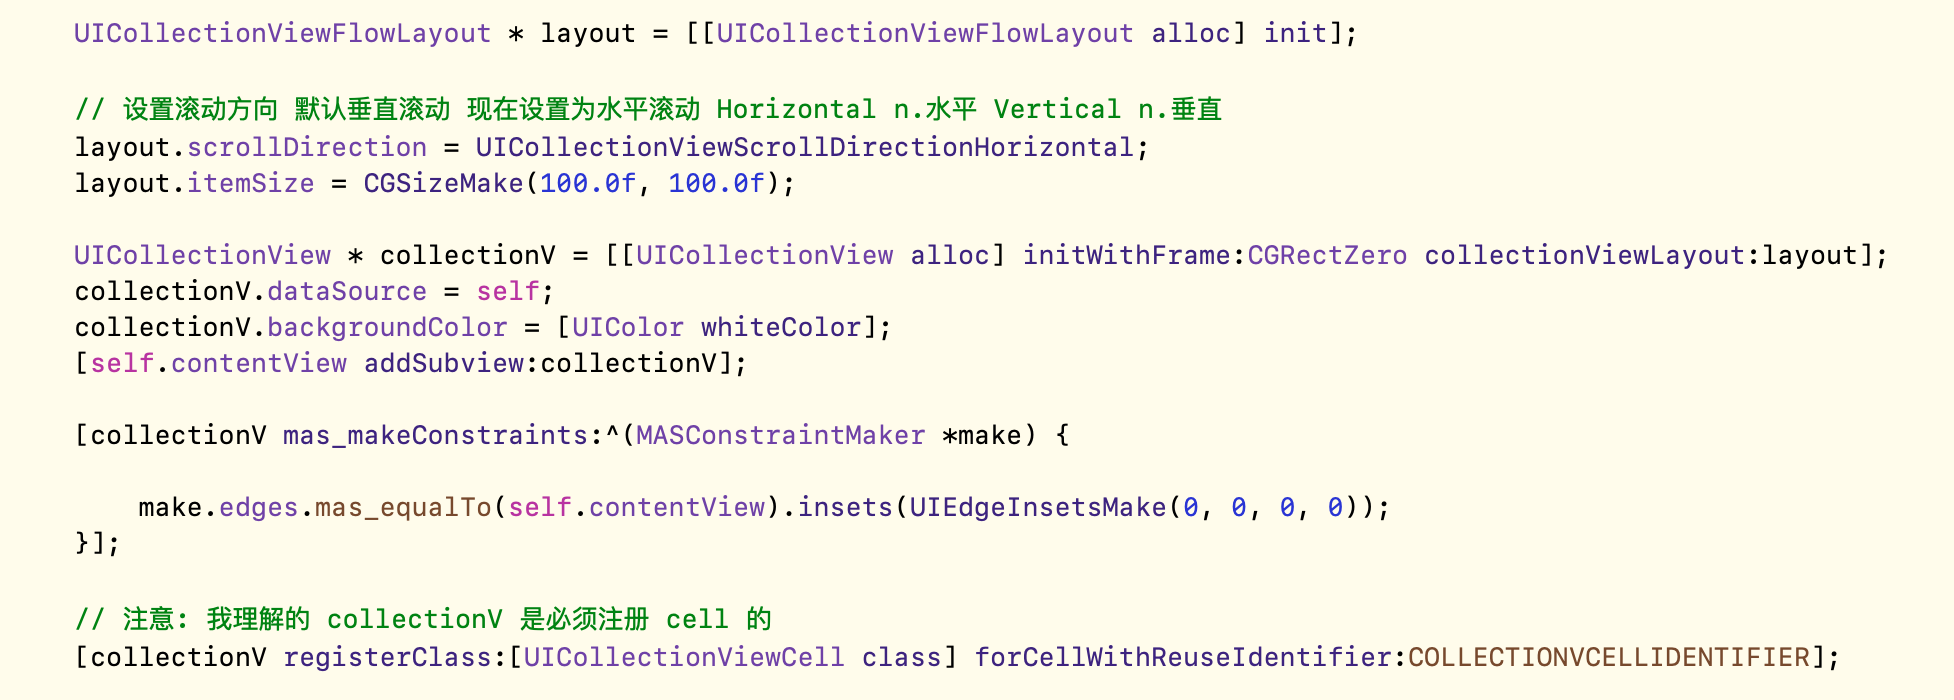 UICollectionViewFlowLayout * layout = [[UICollectionViewFlowLayout alloc] init];
// 设置滚动方向 默认垂直滚动 现在设置为水平滚动 Horizontal n.水平 Vertical n.垂直
layout.scrollDirection = UICollectionViewScrollDirectionHorizontal;
layout.itemSize = CGSizeMake(100.0f, 100.0f);
UICollectionView * collectionV = [[UICollectionView alloc] initWithFrame:CGRectZero collectionViewLayout:layout];
collectionV.dataSource = self;
collectionV.backgroundColor = [UIColor whiteColor];
[self.contentView addSubview:collectionV];
[collectionV mas_makeConstraints:^(MASConstraintMaker *make) {
make.edges.mas_equalTo(self.contentView).insets(UIEdgeInsetsMake(0, 0, 0, 0));
}];
// 注意: 我理解的 collectionV 是必须注册 cell 的
[collectionV registerClass:[UICollectionViewCell class] forCellWithReuseIdentifier:COLLECTIONVCELLIDENTIFIER];